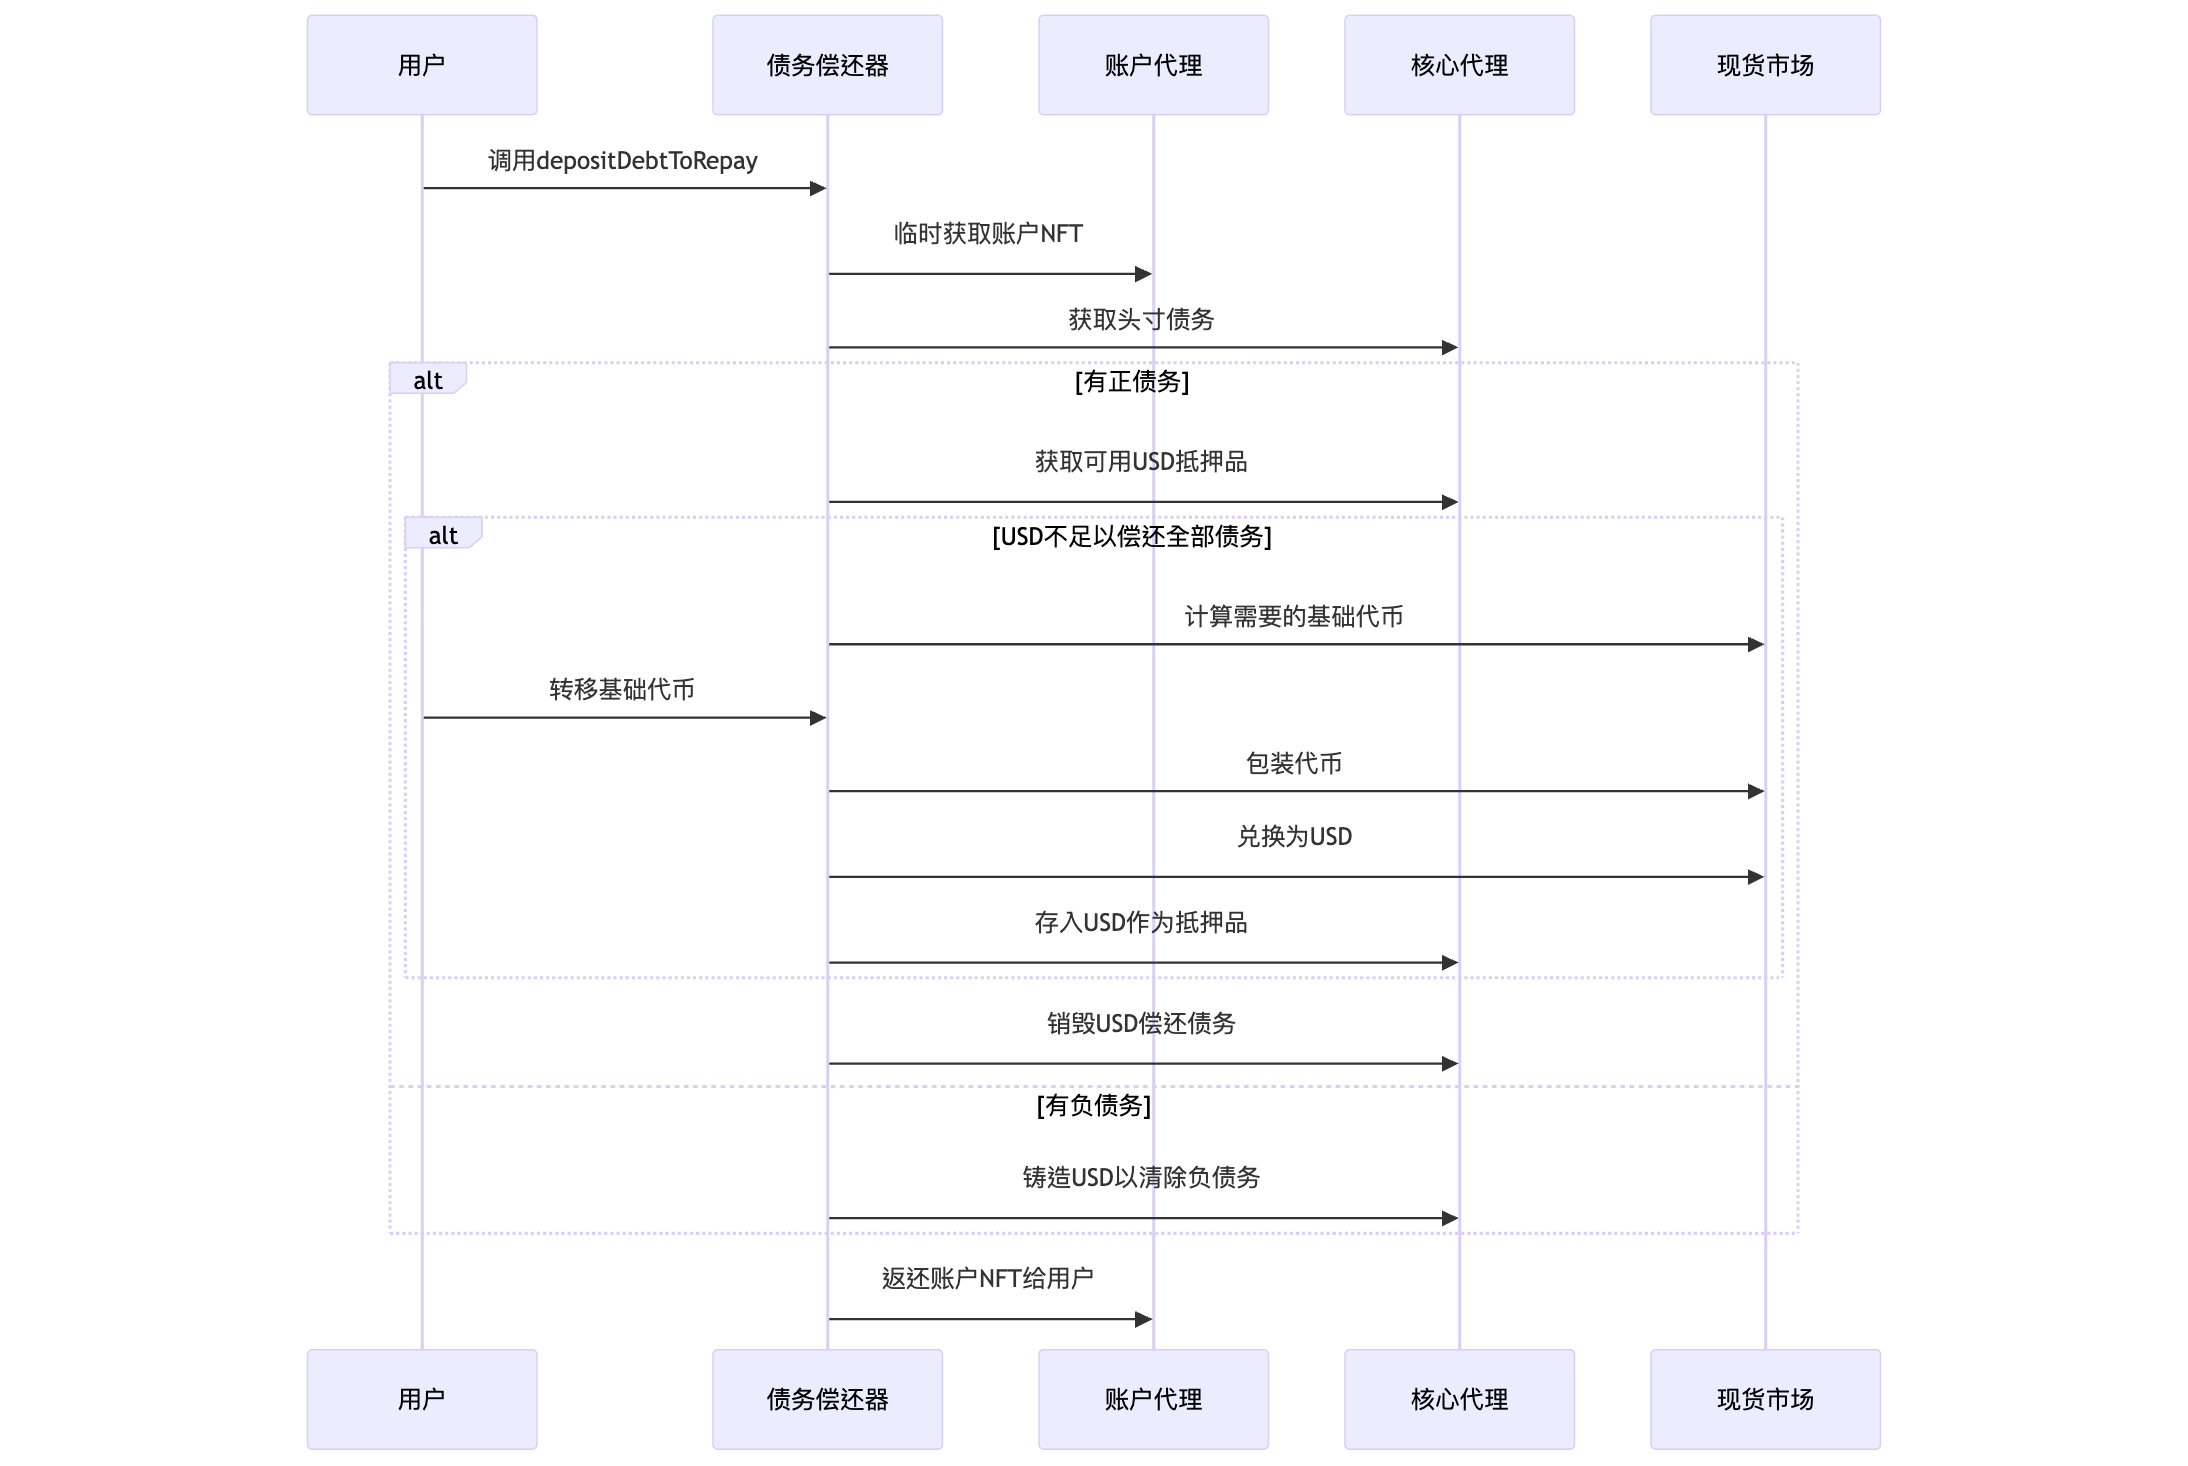 用户
债务偿还器
账户代理
核心代理
现货市场
调用depositDebtToRepay
临时获取账户NFT
获取头寸债务
alt
[有正债务]
获取可用USD抵押品
alt
[USD不足以偿还全部债务]
计算需要的基础代币
转移基础代币
包装代币
兑换为USD
存入USD作为抵押品
销毁USD偿还债务
[有负债务]
铸造USD以清除负债务
返还账户NFT给用户
用户
债务偿还器
账户代理
核心代理
现货市场